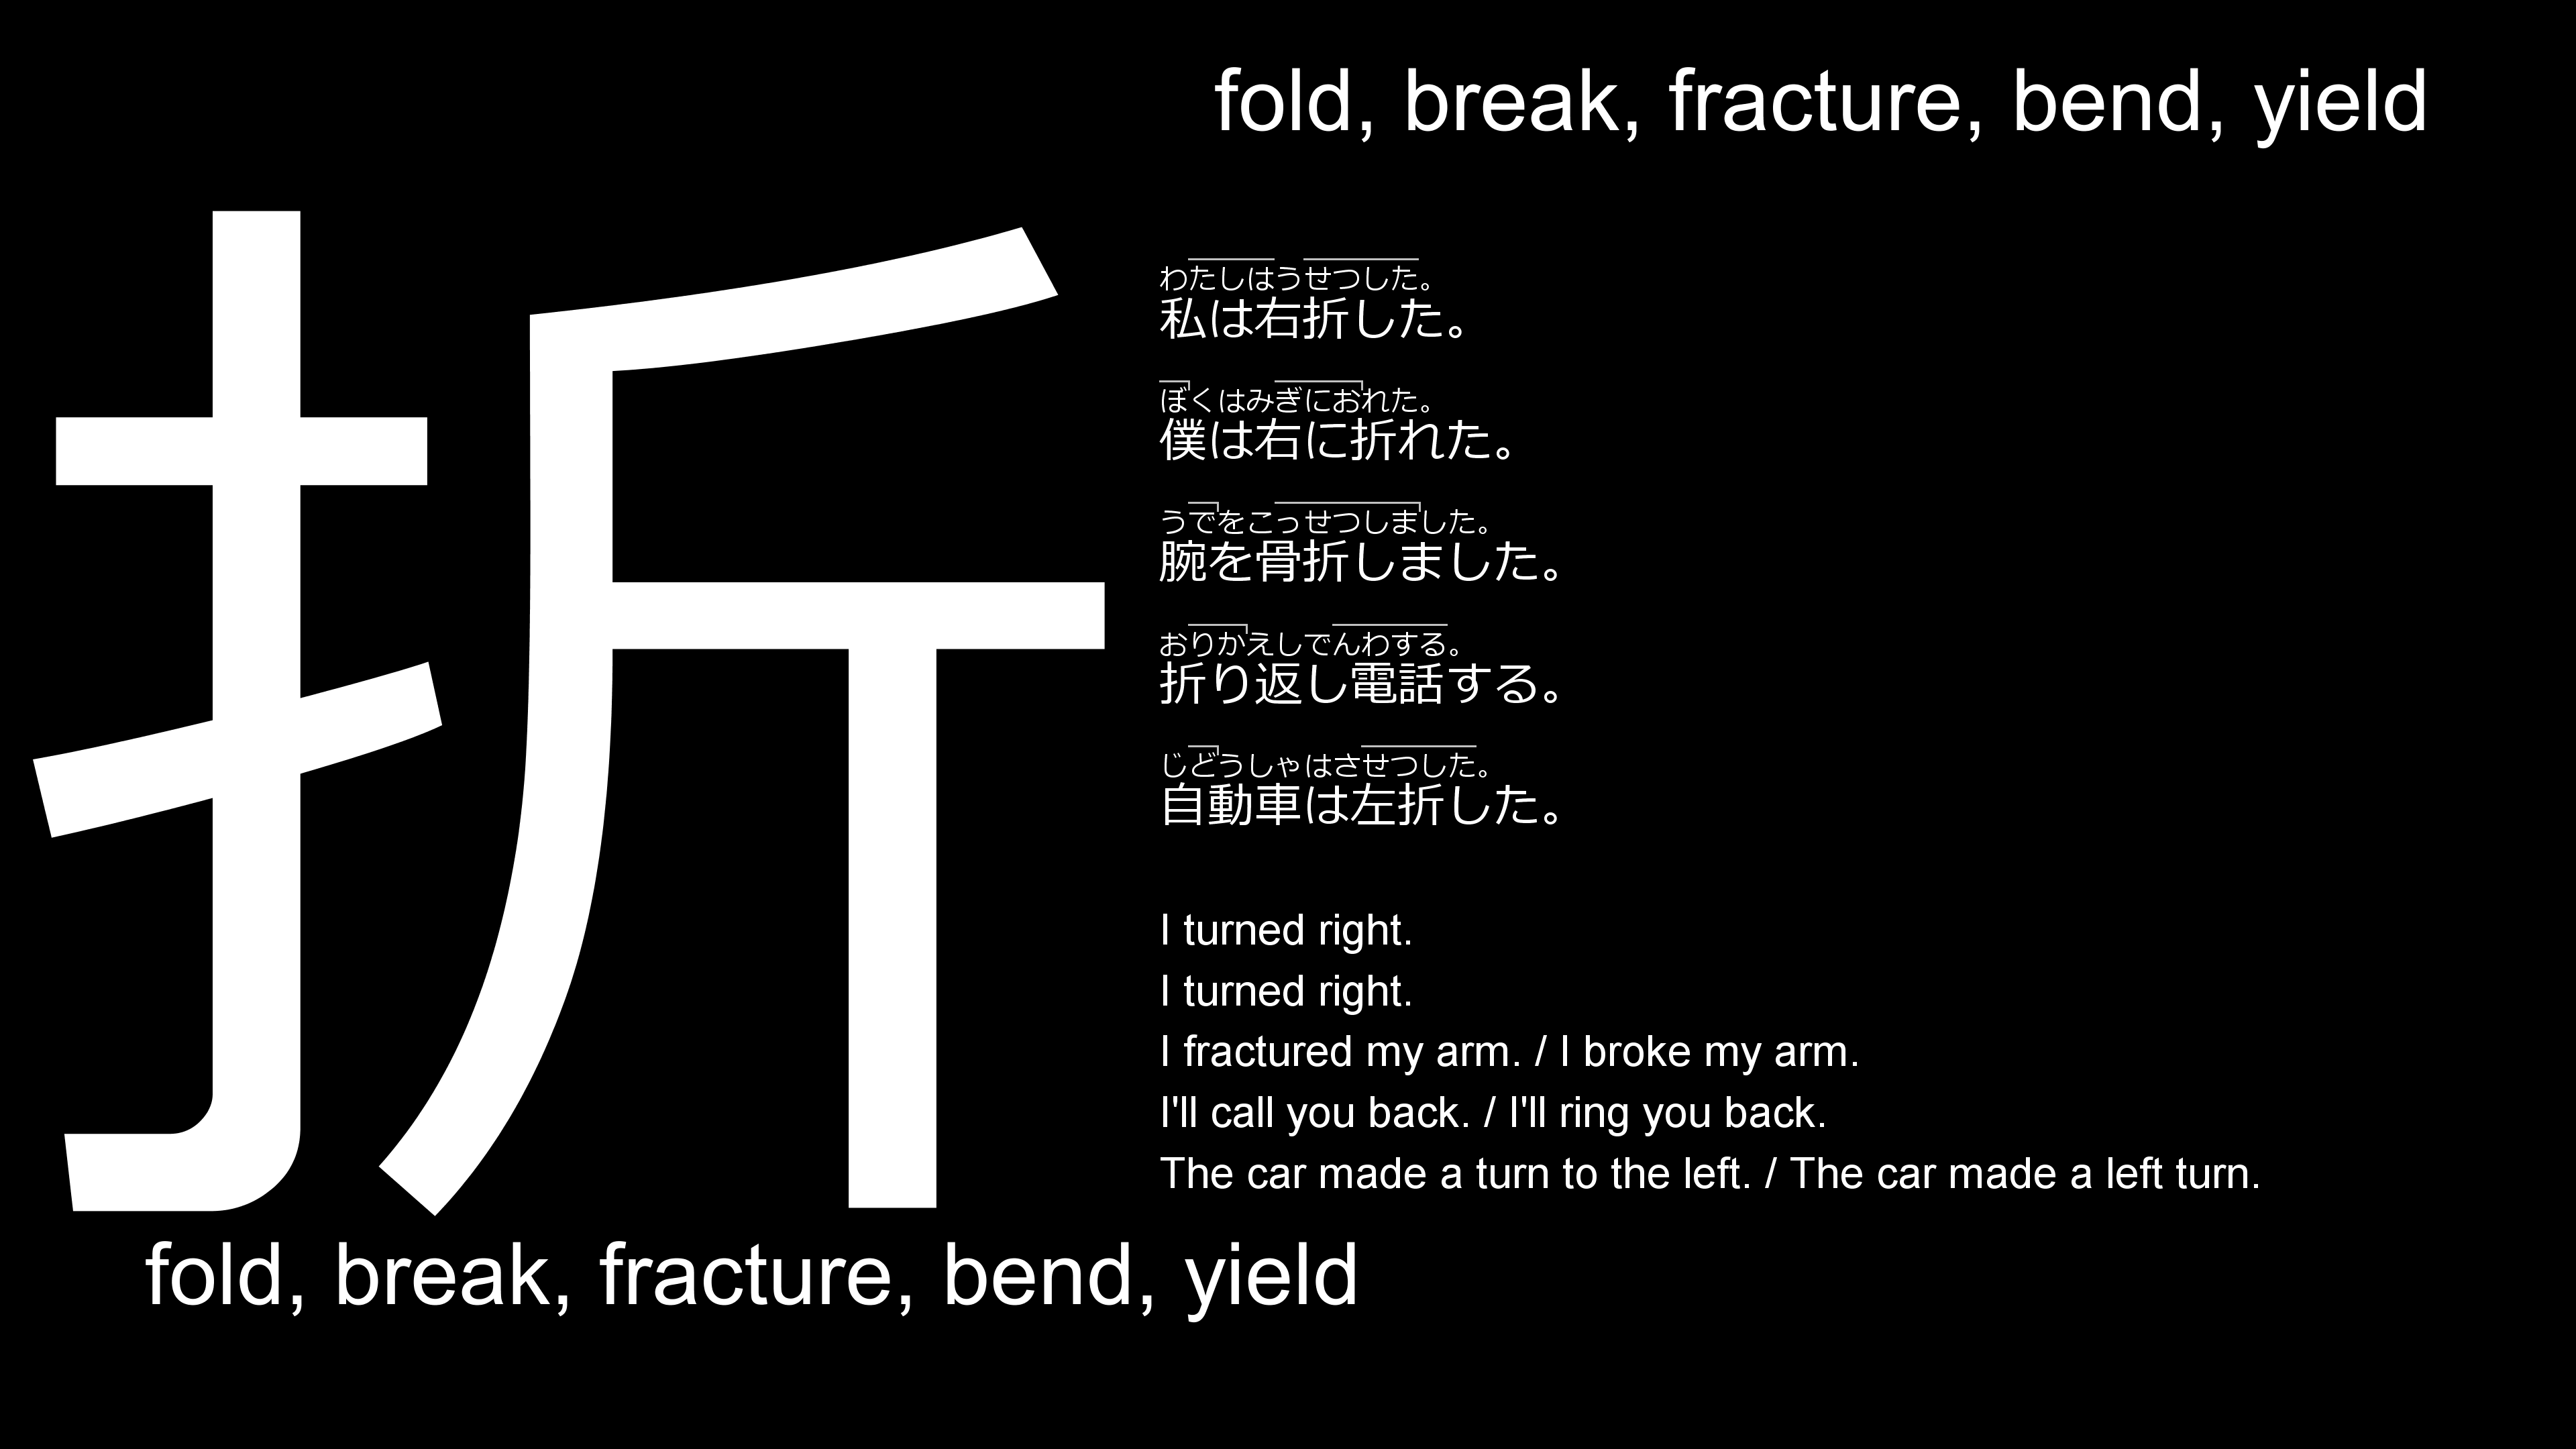 fold, break, fracture, bend, yield
折
わたしはうせつした。
私は右折した。
ぼくはみぎにおれた。
僕は右に折れた。
うでをこっせつしました。
腕を骨折しました。
おりかえしでんわする。
折り返し電話する。
じどうしゃはさせつした。
自動車は左折した。
I turned right.
I turned right.
I fractured my arm. / I broke my arm.
I'll call you back. / I'll ring you back.
The car made a turn to the left. / The car made a left turn.
fold, break, fracture, bend, yield